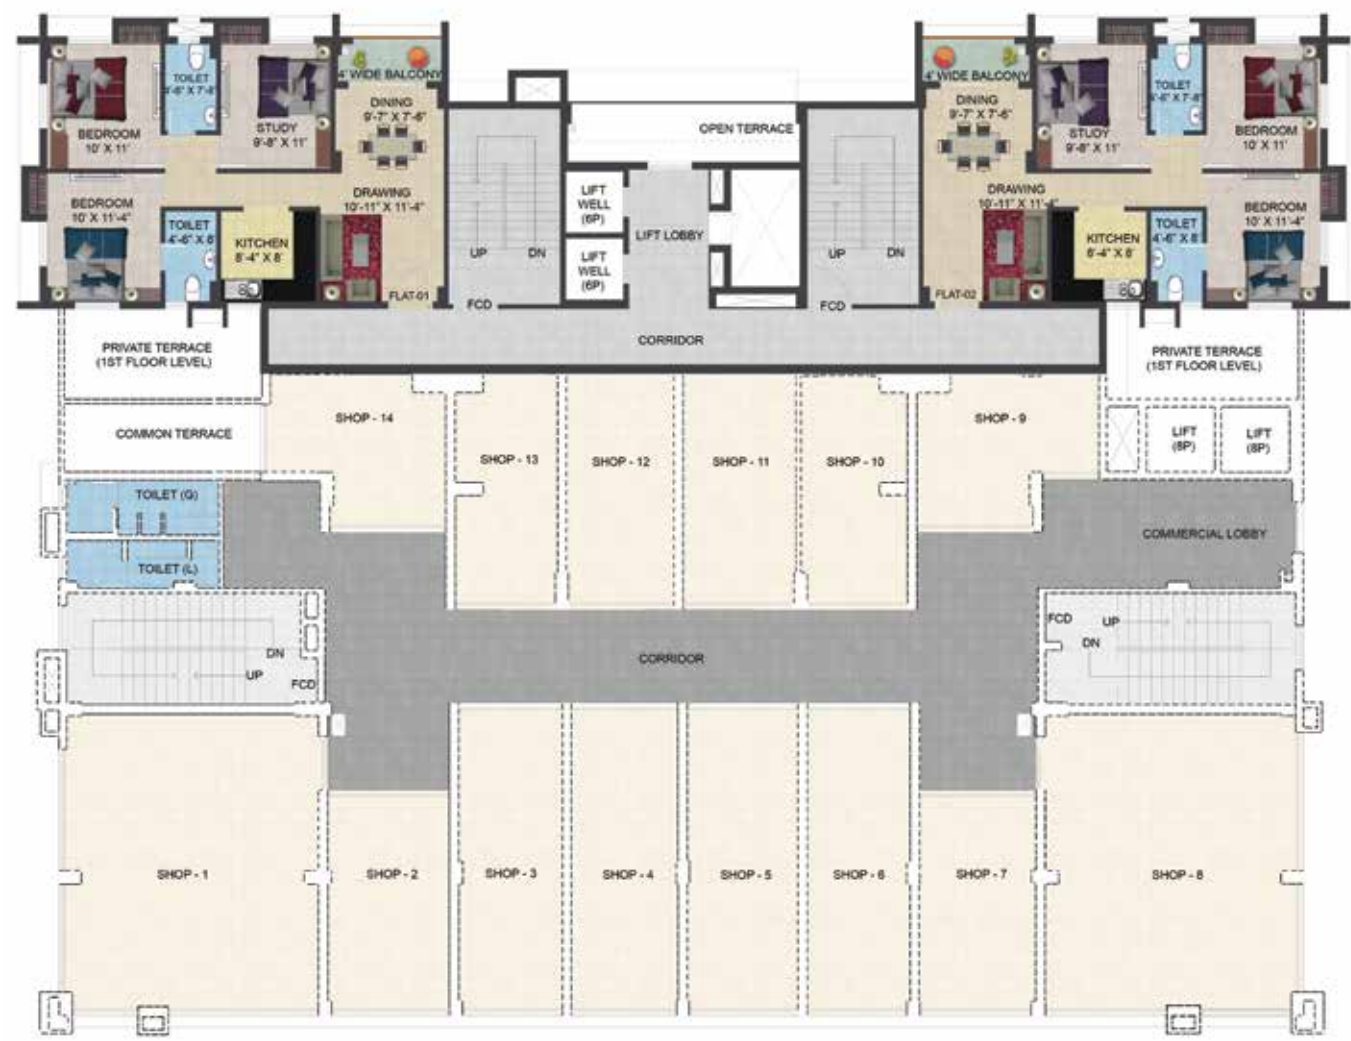 4' WIDE BALCONY
TOILET
4'-6" X 7'-8"
DINING
9'-7" X 7'-6"
BEDROOM
10' X 11'
STUDY
9'-8" X 11'
DRAWING
10'-11" X 11'-4"
BEDROOM
10' X 11'-4"
TOILET
4'-6" X 8'
KITCHEN
8'-4" X 8'
FLAT-01
UP
DN
FCD
LIFT
WELL
(6P)
LIFT
WELL
(6P)
LIFT LOBBY
OPEN TERRACE
UP
DN
FCD
4' WIDE BALCONY
DINING
9'-7" X 7'-6"
TOILET
4'-6" X 7'-8"
STUDY
9'-8" X 11'
BEDROOM
10' X 11'
DRAWING
10'-11" X 11'-4"
KITCHEN
8'-4" X 8'
TOILET
4'-6" X 8'
BEDROOM
10' X 11'-4"
FLAT-02
CORRIDOR
PRIVATE TERRACE
(1ST FLOOR LEVEL)
PRIVATE TERRACE
(1ST FLOOR LEVEL)
COMMON TERRACE
SHOP - 14
SHOP - 13
SHOP - 12
SHOP - 11
SHOP - 10
SHOP - 9
LIFT
(8P)
LIFT
(8P)
TOILET (G)
TOILET (L)
COMMERCIAL LOBBY
DN
UP
FCD
CORRIDOR
FCD
UP
DN
SHOP - 1
SHOP - 2
SHOP - 3
SHOP - 4
SHOP - 5
SHOP - 6
SHOP - 7
SHOP - 8